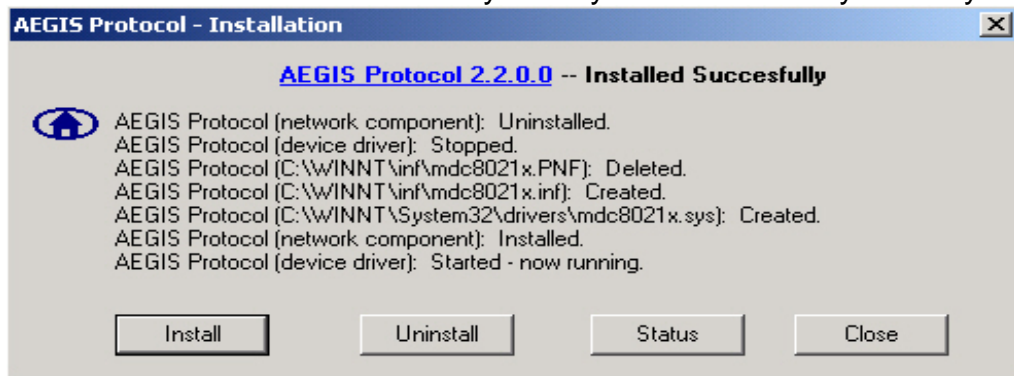 AEGIS Protocol - Installation
AEGIS Protocol 2.2.0.0 -- Installed Succesfully
AEGIS Protocol (network component): Uninstalled.
AEGIS Protocol (device driver): Stopped.
AEGIS Protocol (C:\WINNT\inf\mdc8021x.PNF): Deleted.
AEGIS Protocol (C:\WINNT\inf\mdc8021x.inf): Created.
AEGIS Protocol (C:\WINNT\System32\drivers\mdc8021x.sys): Created.
AEGIS Protocol (network component): Installed.
AEGIS Protocol (device driver): Started - now running.
Install Uninstall Status Close